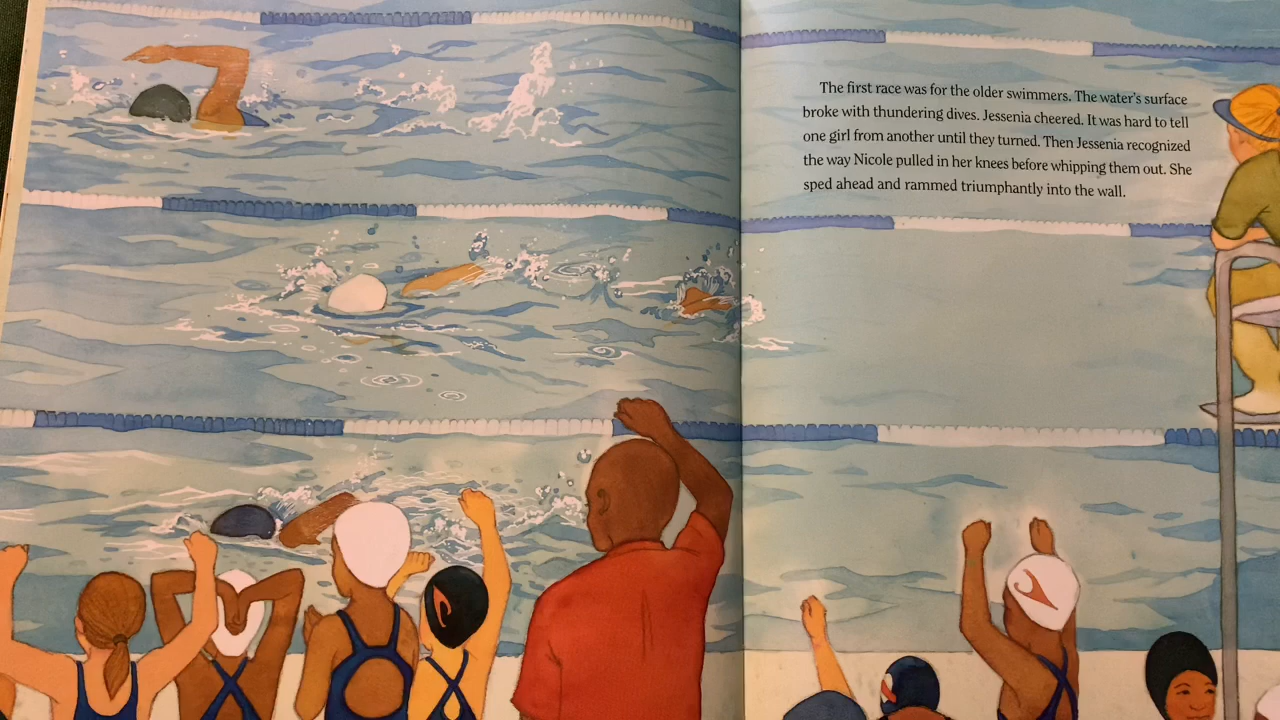 The first race was for the older swimmers. The water's surface
broke with thundering dives. Jessenia cheered. It was hard to tell
one girl from another until they turned. Then Jessenia recognized
the way Nicole pulled in her knees before whipping them out. She
sped ahead and rammed triumphantly into the wall.